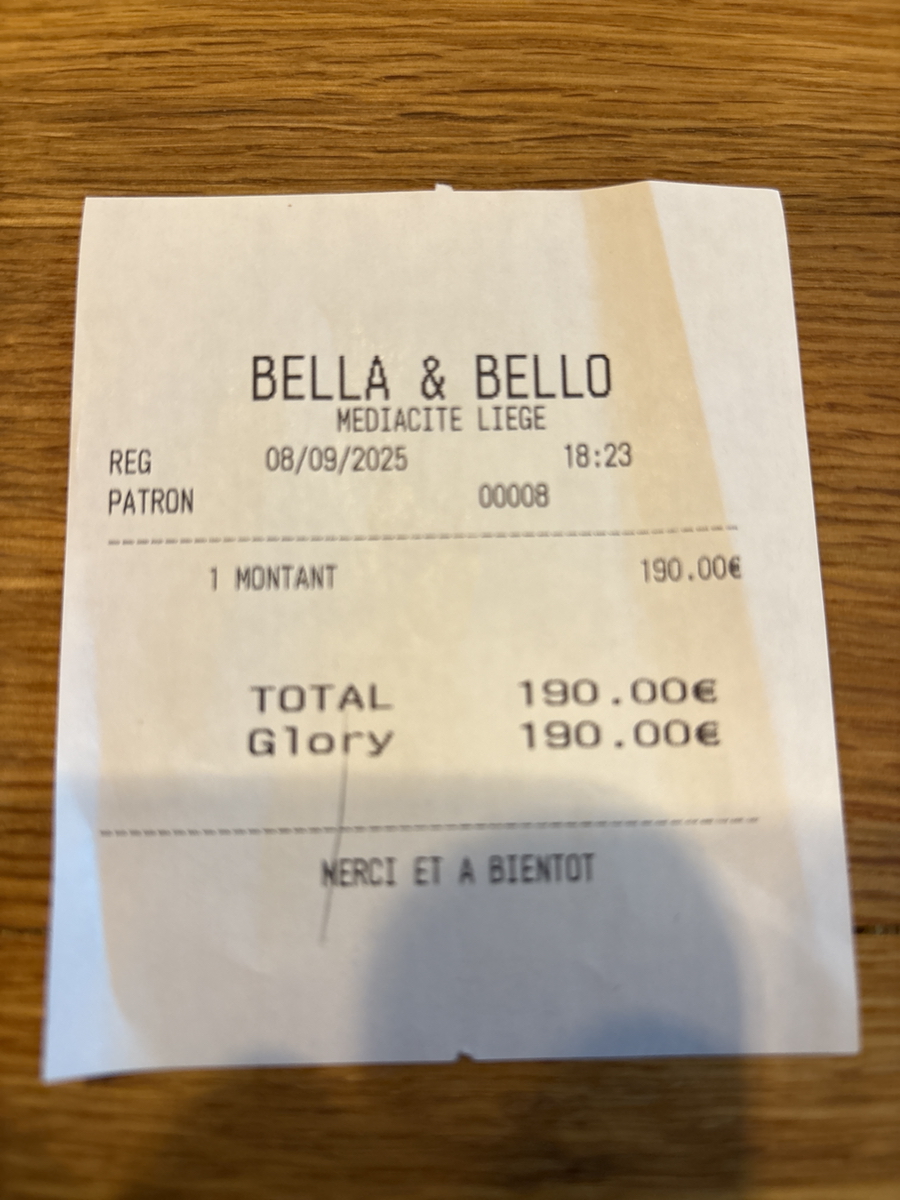 BELLA & BELLO
MEDIACITE LIEGE
REG 08/09/2025 18:23
PATRON 00008
1 MONTANT 190.00€
TOTAL 190.00€
Glory 190.00€
MERCI ET A BIENTOT